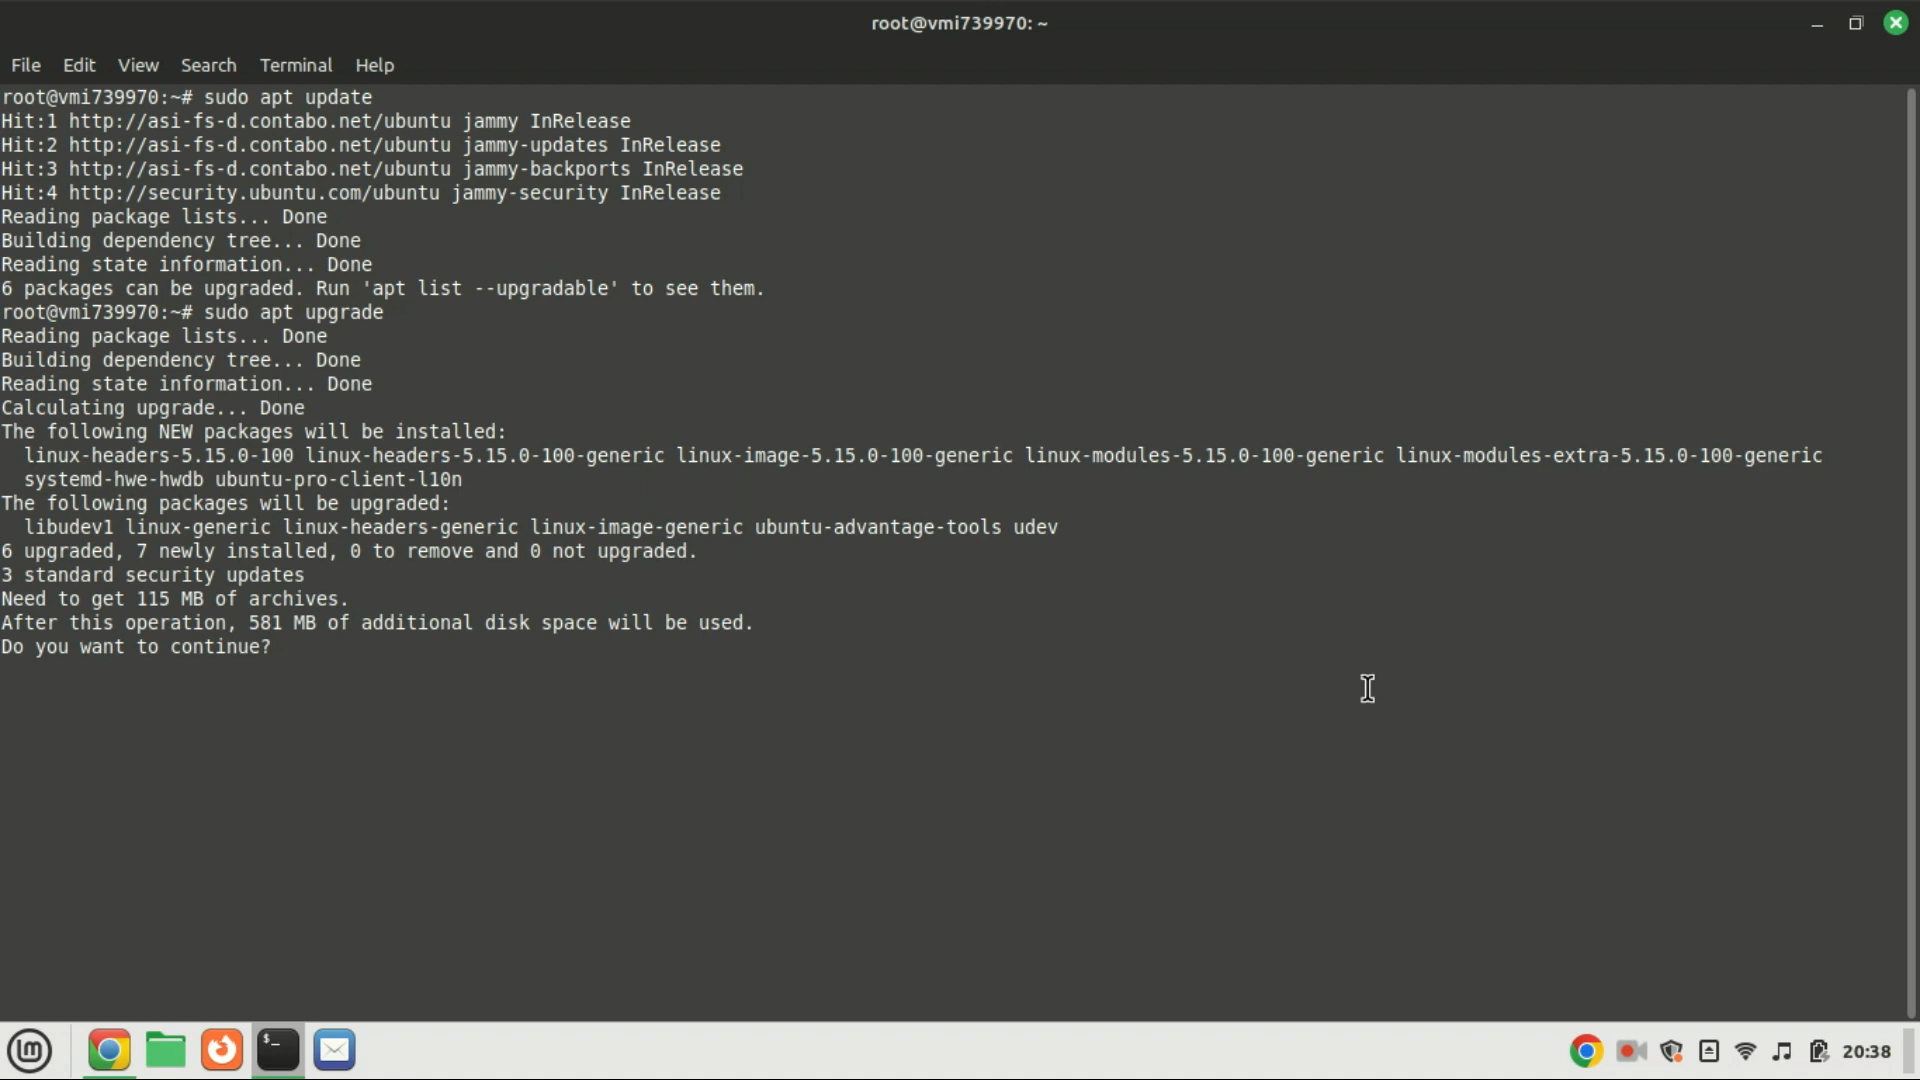 root@vmi739970: ~
File Edit View Search Terminal Help
root@vmi739970:~# sudo apt update
Hit:1 http://asi-fs-d.contabo.net/ubuntu jammy InRelease
Hit:2 http://asi-fs-d.contabo.net/ubuntu jammy-updates InRelease
Hit:3 http://asi-fs-d.contabo.net/ubuntu jammy-backports InRelease
Hit:4 http://security.ubuntu.com/ubuntu jammy-security InRelease
Reading package lists... Done
Building dependency tree... Done
Reading state information... Done
6 packages can be upgraded. Run 'apt list --upgradable' to see them.
root@vmi739970:~# sudo apt upgrade
Reading package lists... Done
Building dependency tree... Done
Reading state information... Done
Calculating upgrade... Done
The following NEW packages will be installed:
  linux-headers-5.15.0-100 linux-headers-5.15.0-100-generic linux-image-5.15.0-100-generic linux-modules-5.15.0-100-generic linux-modules-extra-5.15.0-100-generic
  systemd-hwe-hwdb ubuntu-pro-client-l10n
The following packages will be upgraded:
  libudev1 linux-generic linux-headers-generic linux-image-generic ubuntu-advantage-tools udev
6 upgraded, 7 newly installed, 0 to remove and 0 not upgraded.
3 standard security updates
Need to get 115 MB of archives.
After this operation, 581 MB of additional disk space will be used.
Do you want to continue?
$_
20:38